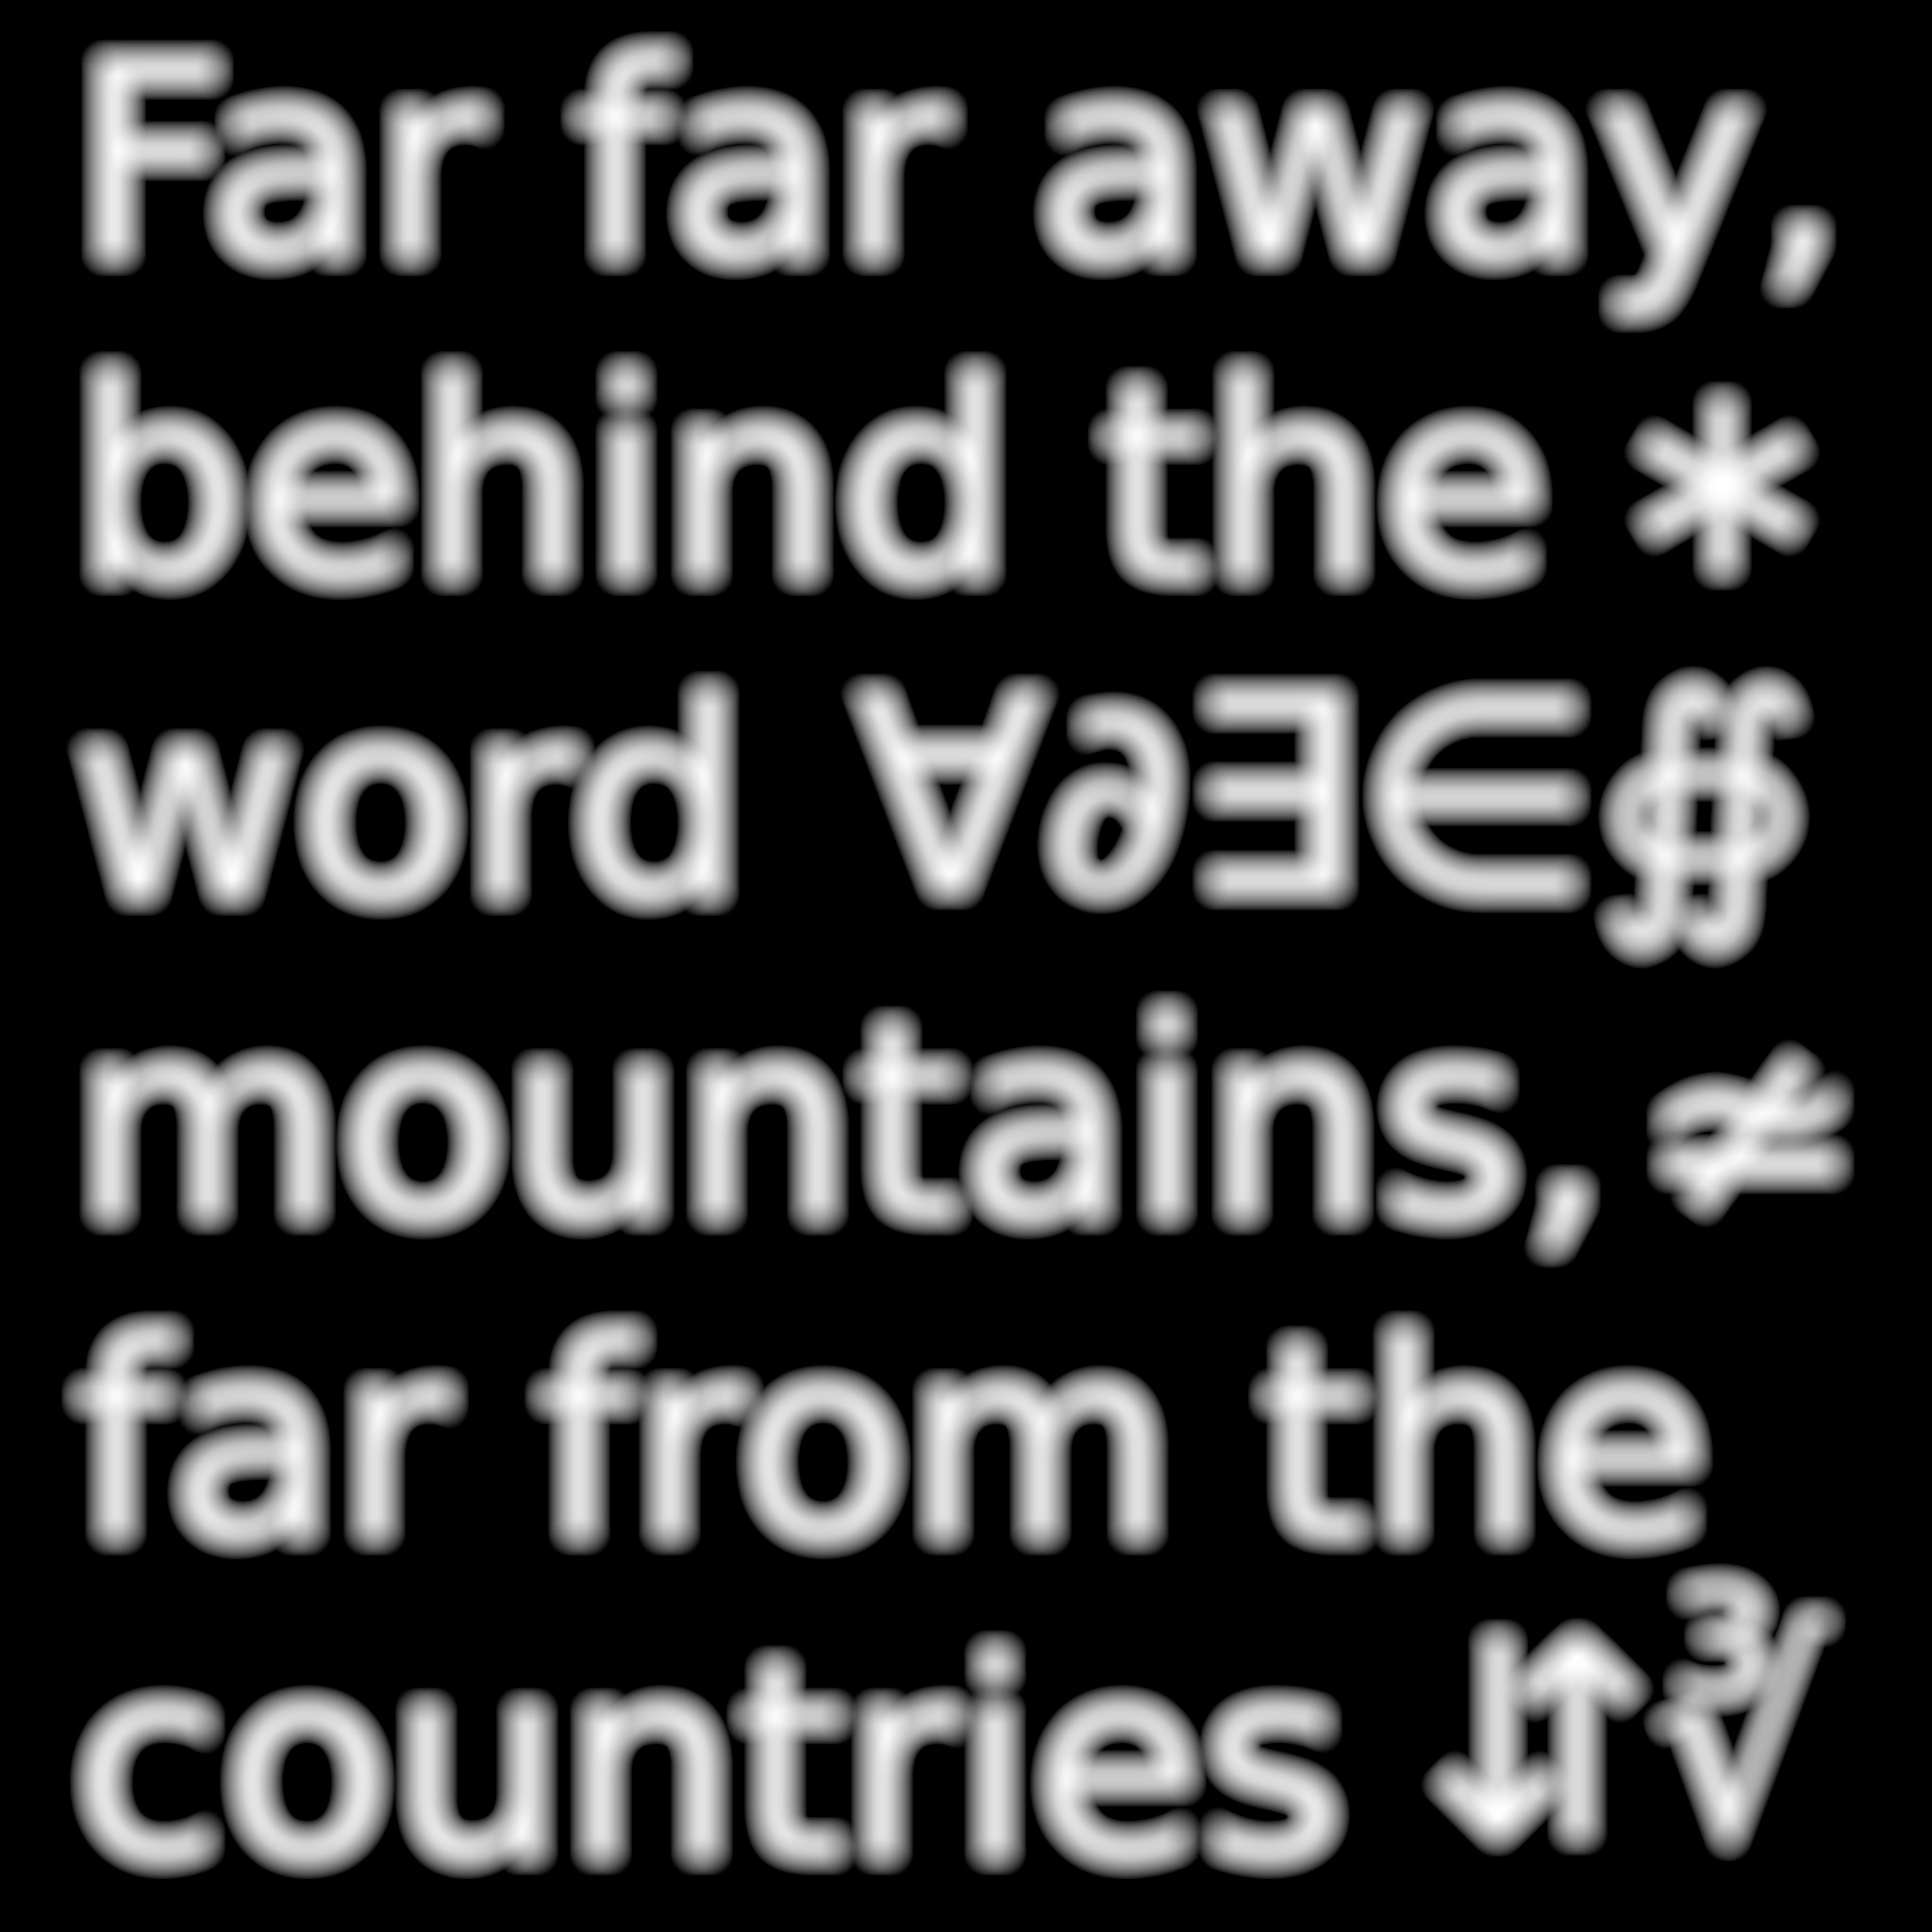 Far far away,
behind the ∗
word ∀∂∃∈∯
mountains, ≄
far from the
countries ⇵∛